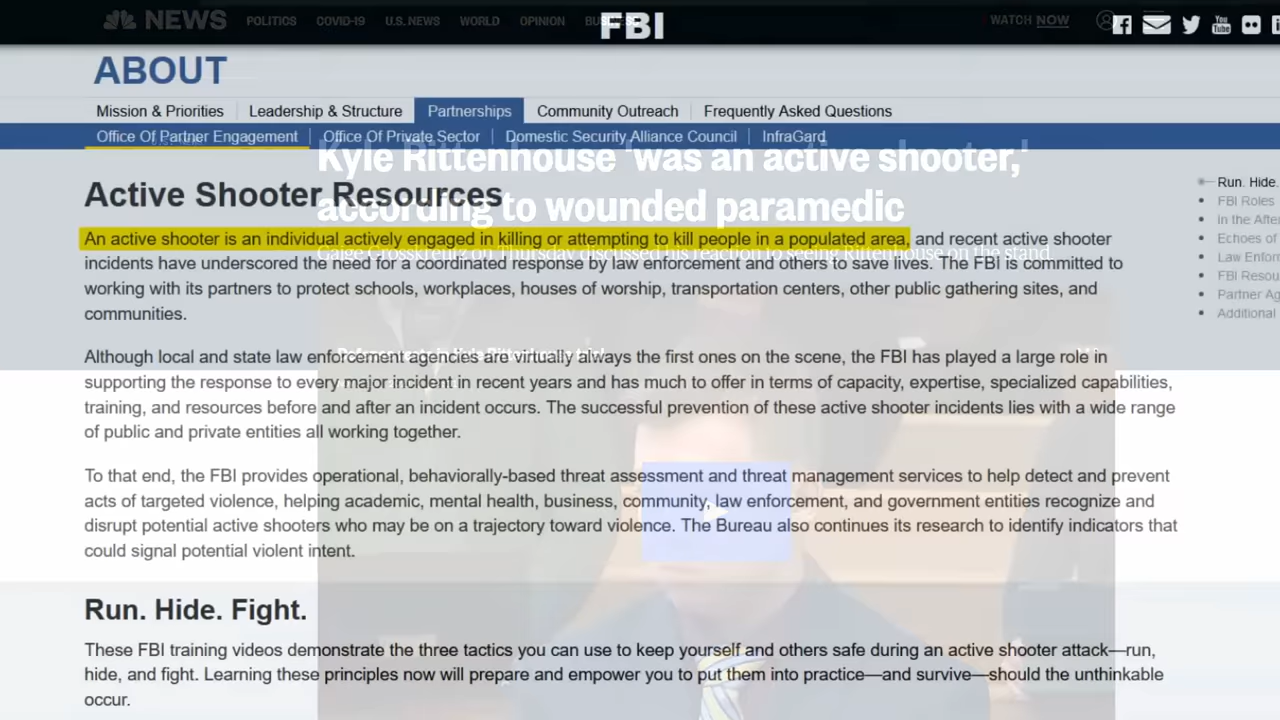 NEWS POLITICS COVID-19 U.S. NEWS WORLD OPINION BUSINESS WATCH NOW
FBI
ABOUT
Mission & Priorities Leadership & Structure Partnerships Community Outreach Frequently Asked Questions
Office Of Partner Engagement Office Of Private Sector Domestic Security Alliance Council InfraGard
Kyle Rittenhouse 'was an active shooter,'
according to wounded paramedic
Gaige Grosskreutz on Thursday discussed his reaction to seeing Rittenhouse on the stand
Active Shooter Resources
An active shooter is an individual actively engaged in killing or attempting to kill people in a populated area, and recent active shooter
incidents have underscored the need for a coordinated response by law enforcement and others to save lives. The FBI is committed to
working with its partners to protect schools, workplaces, houses of worship, transportation centers, other public gathering sites, and
communities.
Run. Hide.
FBI Roles
In the Afte
Echoes of
Law Enforc
FBI Resou
Partner Ag
Additional
Although local and state law enforcement agencies are virtually always the first ones on the scene, the FBI has played a large role in
supporting the response to every major incident in recent years and has much to offer in terms of capacity, expertise, specialized capabilities,
training, and resources before and after an incident occurs. The successful prevention of these active shooter incidents lies with a wide range
of public and private entities all working together.
To that end, the FBI provides operational, behaviorally-based threat assessment and threat management services to help detect and prevent
acts of targeted violence, helping academic, mental health, business, community, law enforcement, and government entities recognize and
disrupt potential active shooters who may be on a trajectory toward violence. The Bureau also continues its research to identify indicators that
could signal potential violent intent.
Run. Hide. Fight.
These FBI training videos demonstrate the three tactics you can use to keep yourself and others safe during an active shooter attack—run,
hide, and fight. Learning these principles now will prepare and empower you to put them into practice—and survive—should the unthinkable
occur.